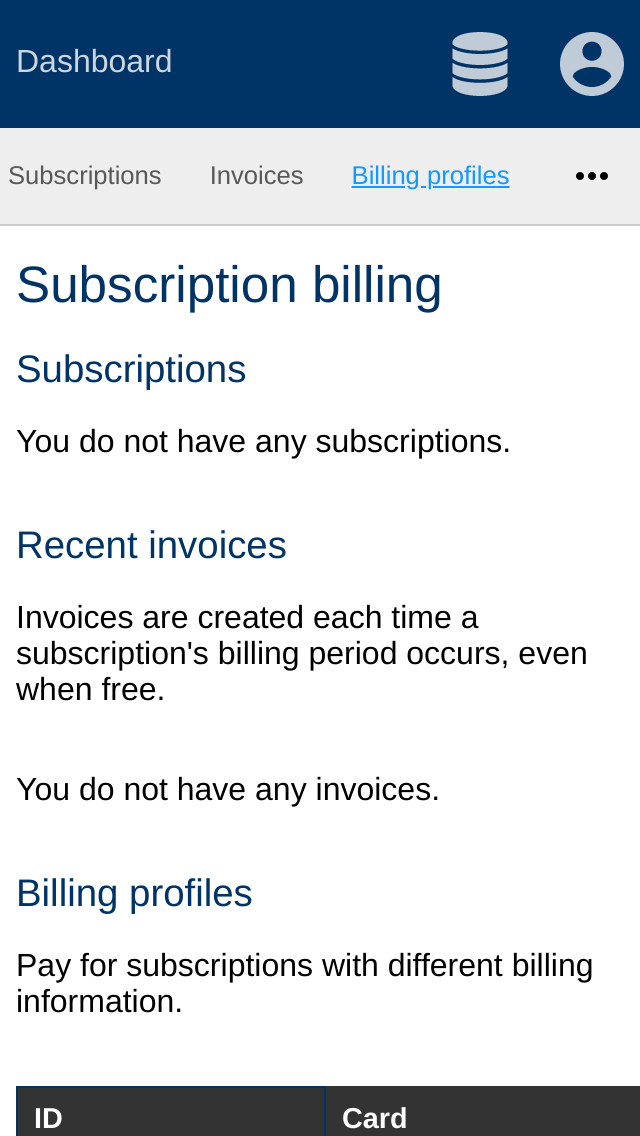 Dashboard
Subscriptions Invoices Billing profiles
Subscription billing
Subscriptions
You do not have any subscriptions.
Recent invoices
Invoices are created each time a
subscription's billing period occurs, even
when free.
You do not have any invoices.
Billing profiles
Pay for subscriptions with different billing
information.
ID Card